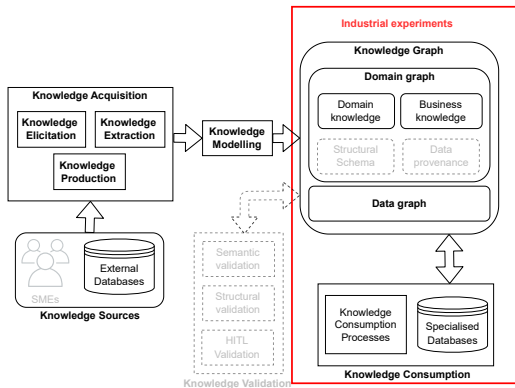 Industrial experiments
Knowledge Graph
Domain graph
Domain
knowledge
Business
knowledge
Structural
Schema
Data
provenance
Data graph
Knowledge Acquisition
Knowledge
Elicitation
Knowledge
Extraction
Knowledge
Production
Knowledge
Modelling
SMEs
External
Databases
Knowledge Sources
Semantic
validation
Structural
validation
HITL
Validation
Knowledge Validation
Knowledge
Consumption
Processes
Specialised
Databases
Knowledge Consumption